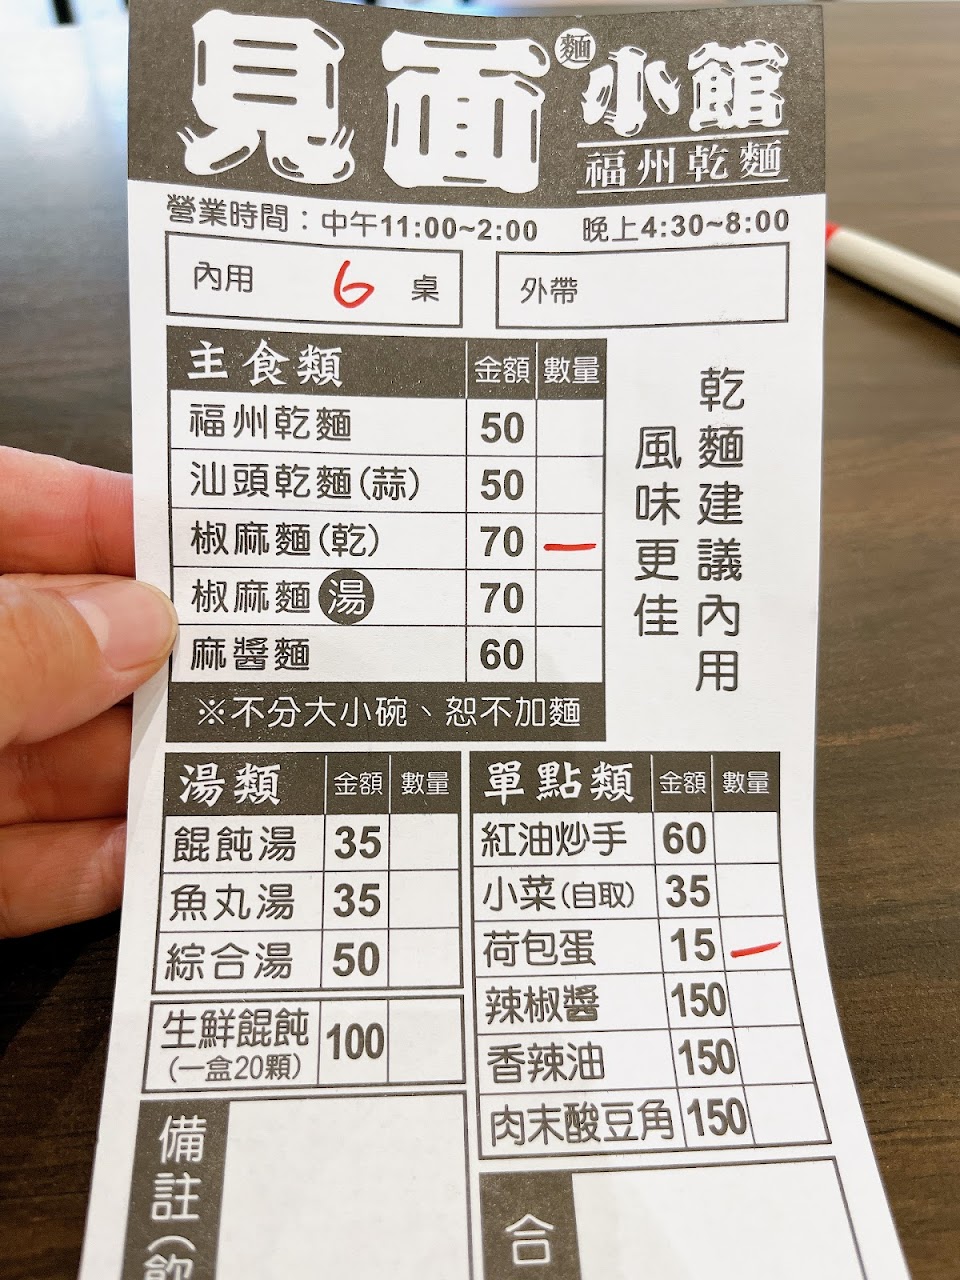 見面麵小館
福州乾麵
營業時間：中午11:00~2:00 晚上4:30~8:00
內用 6 桌
外帶
主食類 金額 數量
福州乾麵 50
汕頭乾麵(蒜) 50
椒麻麵(乾) 70 一
椒麻麵湯 70
麻醬麵 60
※不分大小碗、恕不加麵
乾麵建議內用
風味更佳
湯類 金額 數量
餛飩湯 35
魚丸湯 35
綜合湯 50
生鮮餛飩 100
(一盒20顆)
單點類 金額 數量
紅油炒手 60
小菜(自取) 35
荷包蛋 15 一
辣椒醬 150
香辣油 150
肉末酸豆角 150
備註(飲
合